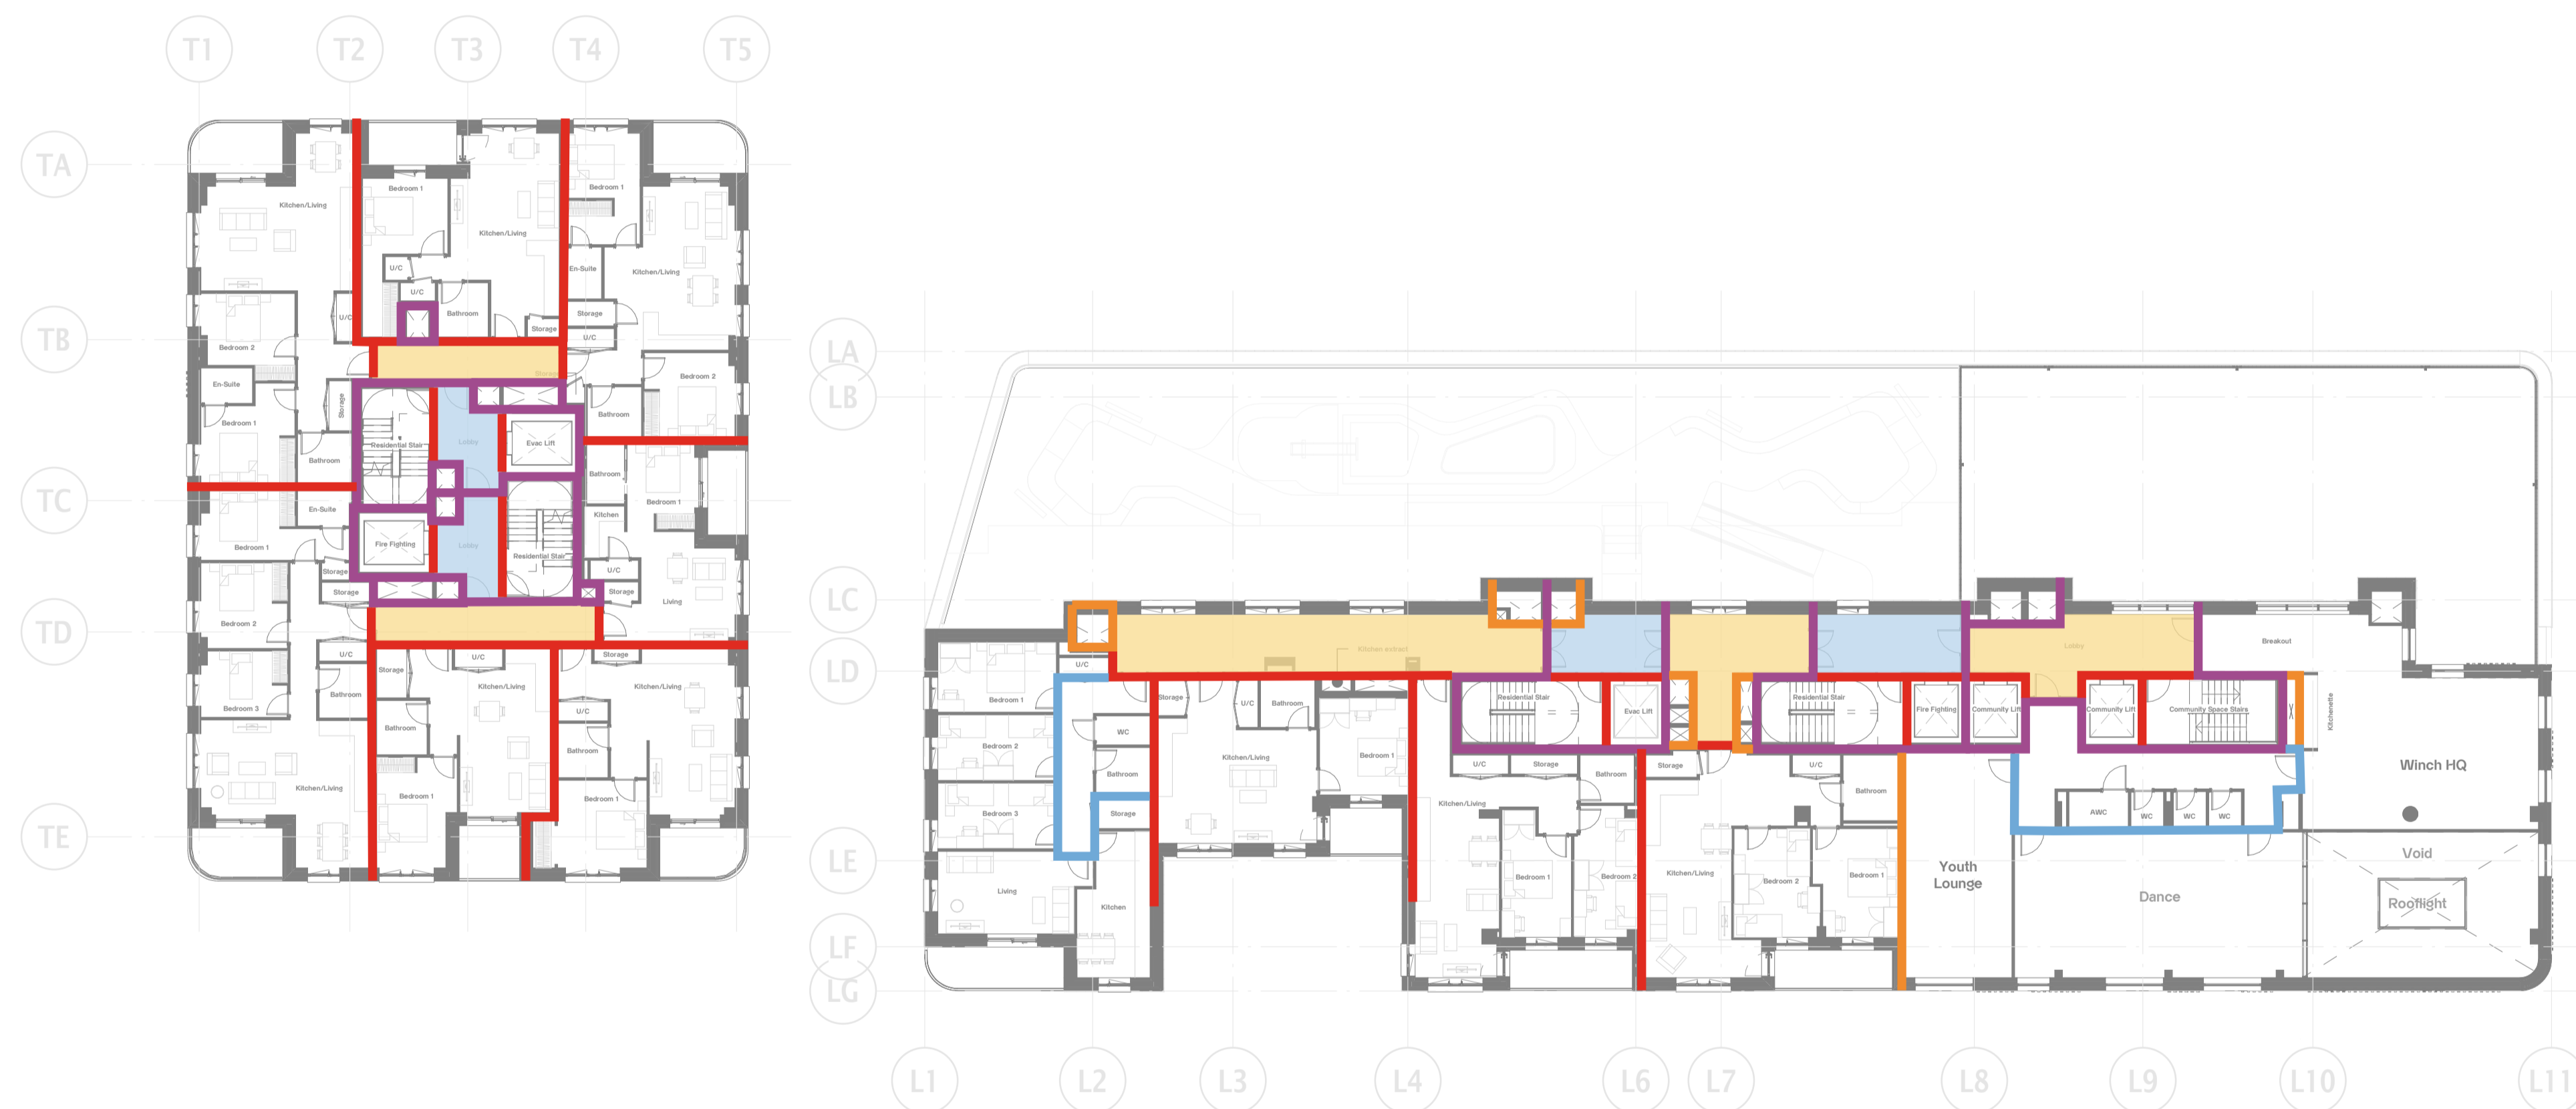 T1
T2
T3
T4
T5
TA
TB
TC
TD
TE
Kitchen/Living
Bedroom 1
Kitchen/Living
Bedroom 1
Kitchen/Living
U/C
U/C
Bathroom
Storage
En-Suite
Storage
U/C
U/C
Bedroom 2
En-Suite
Storage
Bedroom 1
Bathroom
Storage
Bedroom 2
Bathroom
Residential Stair
Lobby
Evac Lift
Bathroom
Bedroom 1
Kitchen
En-Suite
Bedroom 1
Fire Fighting
Lobby
Residential Stair
U/C
Storage
Living
Storage
Storage
Bedroom 2
U/C
Bathroom
Bedroom 3
Kitchen/Living
Storage
U/C
Kitchen/Living
Bathroom
Bedroom 1
Storage
Kitchen/Living
U/C
Bathroom
Bedroom 1
LA
LB
LC
LD
LE
LF
LG
L1
L2
L3
L4
L6
L7
L8
L9
L10
L11
U/C
Bedroom 1
Bedroom 2
Bedroom 3
Living
WC
Bathroom
Storage
Kitchen
Kitchen extract
Storage
U/C
Bathroom
Kitchen/Living
Bedroom 1
Residential Stair
Evac Lift
U/C
Storage
Bathroom
Kitchen/Living
Bedroom 1
Bedroom 2
Storage
Kitchen/Living
Residential Stair
U/C
Bathroom
Bedroom 2
Bedroom 1
Fire Fighting
Community Lift
Lobby
Community Lift
Community Space Stairs
Breakout
Kitchenette
Winch HQ
AWC
WC
WC
WC
Youth
Lounge
Dance
Void
Rooflight